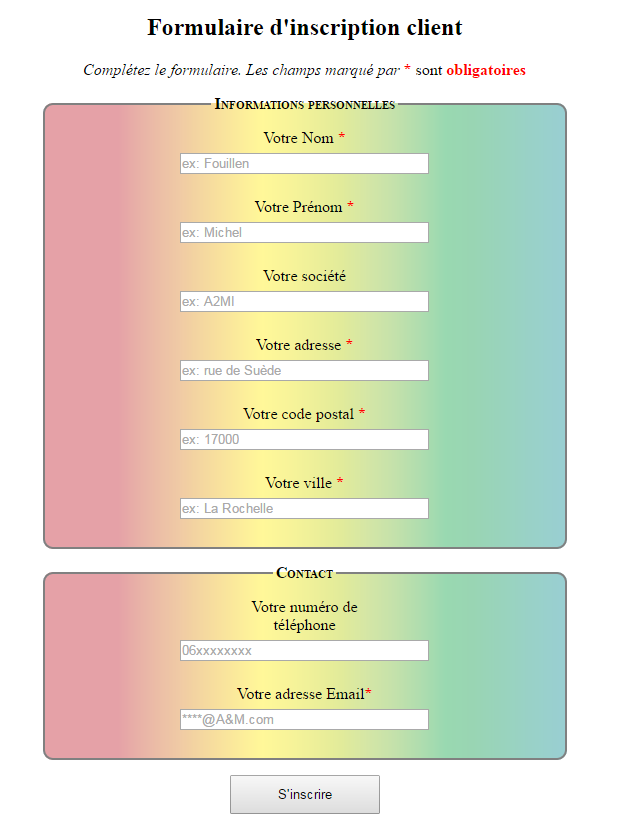 Formulaire d'inscription client
Complétez le formulaire. Les champs marqué par * sont obligatoires
Informations personnelles
Votre Nom *
ex: Fouillen
Votre Prénom *
ex: Michel
Votre société
ex: A2MI
Votre adresse *
ex: rue de Suède
Votre code postal *
ex: 17000
Votre ville *
ex: La Rochelle
Contact
Votre numéro de
téléphone
06xxxxxxxx
Votre adresse Email*
****@A&M.com
S'inscrire